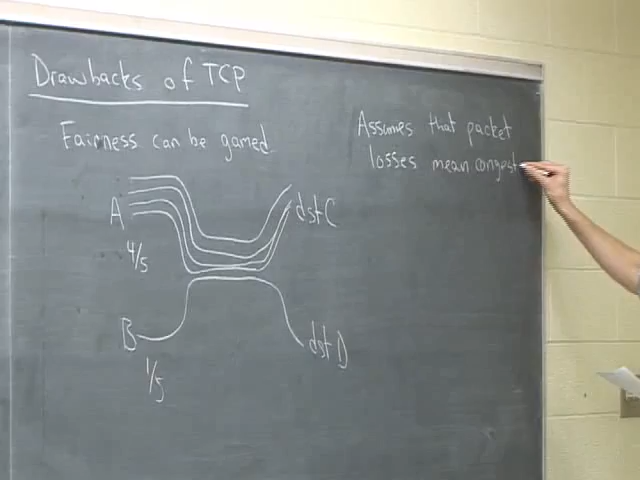 Drawbacks of TCP
Fairness can be gamed
Assumes that packet
losses mean congest
A
dst C
4/5
B
dst D
1/5